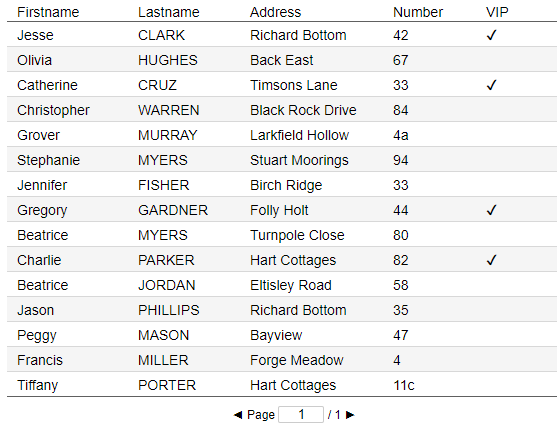 Firstname Lastname Address Number VIP
Jesse CLARK Richard Bottom 42 ✓
Olivia HUGHES Back East 67
Catherine CRUZ Timsons Lane 33 ✓
Christopher WARREN Black Rock Drive 84
Grover MURRAY Larkfield Hollow 4a
Stephanie MYERS Stuart Moorings 94
Jennifer FISHER Birch Ridge 33
Gregory GARDNER Folly Holt 44 ✓
Beatrice MYERS Turnpole Close 80
Charlie PARKER Hart Cottages 82 ✓
Beatrice JORDAN Eltisley Road 58
Jason PHILLIPS Richard Bottom 35
Peggy MASON Bayview 47
Francis MILLER Forge Meadow 4
Tiffany PORTER Hart Cottages 11c
◄ Page 1 / 1 ►